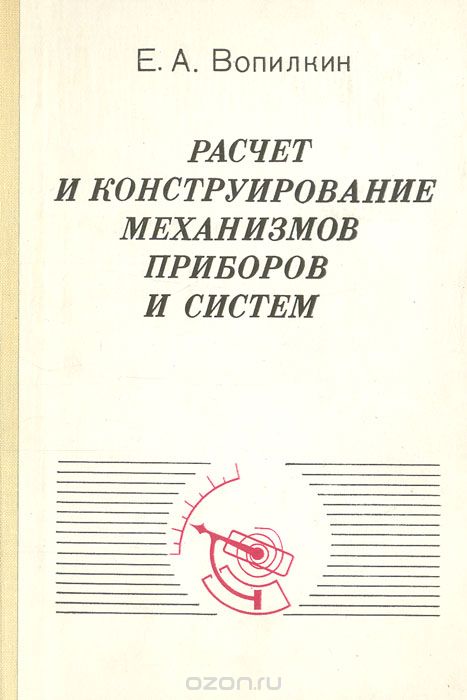 Е. А. Вопилкин
РАСЧЕТ
И КОНСТРУИРОВАНИЕ
МЕХАНИЗМОВ
ПРИБОРОВ
И СИСТЕМ
ozon.ru